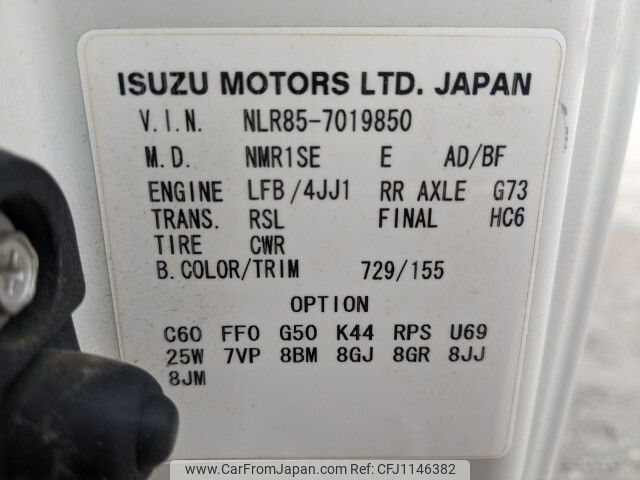 ISUZU MOTORS LTD. JAPAN
V.I.N. NLR85-7019850
M.D. NMR1SE E AD/BF
ENGINE LFB/4JJ1 RR AXLE G73
TRANS. RSL FINAL HC6
TIRE CWR
B.COLOR/TRIM 729/155
OPTION
C60 FF0 G50 K44 RPS U69
25W 7VP 8BM 8GJ 8GR 8JJ
8JM
www.CarFromJapan.com - CFJ1146382